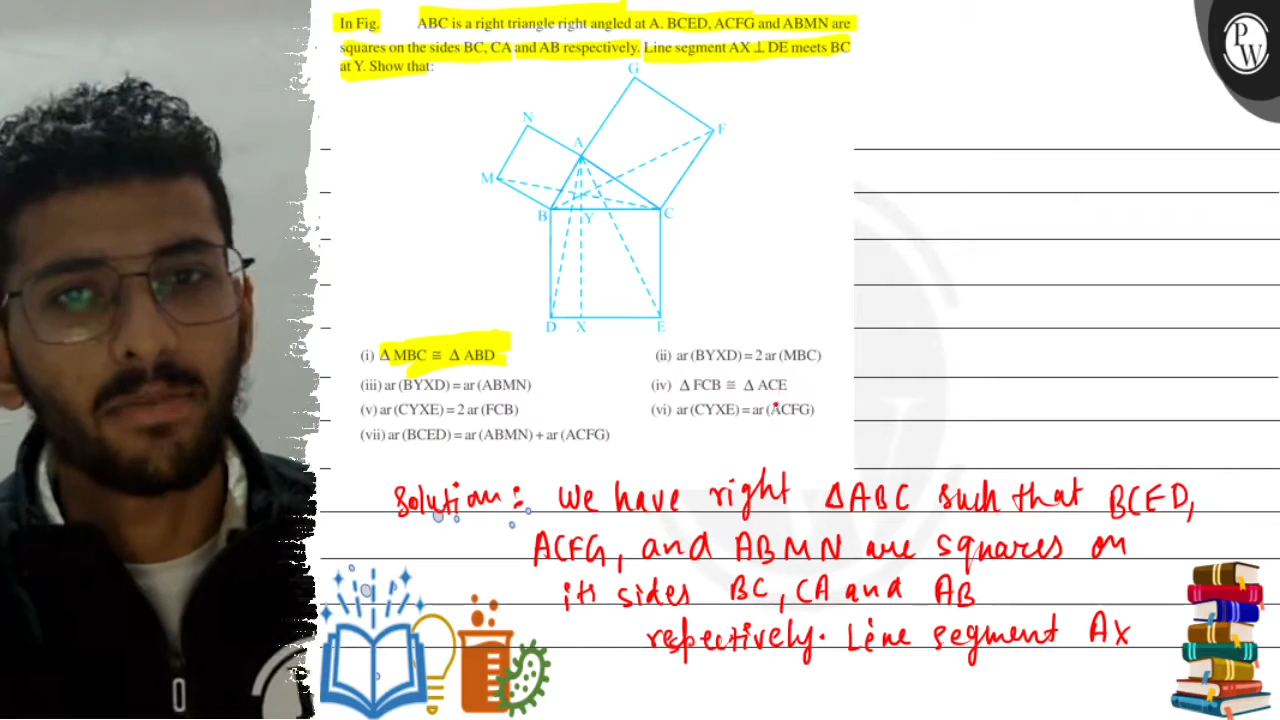 In Fig. ABC is a right triangle right angled at A. BCED, ACFG and ABMN are
squares on the sides BC, CA and AB respectively. Line segment AX ⊥ DE meets BC
at Y. Show that:
G
N
F
A
M
B
Y
C
D
X
E
(i) Δ MBC ≅ Δ ABD
(ii) ar (BYXD) = 2 ar (MBC)
(iii) ar (BYXD) = ar (ABMN)
(iv) Δ FCB ≅ Δ ACE
(v) ar (CYXE) = 2 ar (FCB)
(vi) ar (CYXE) = ar (ACFG)
(vii) ar (BCED) = ar (ABMN) + ar (ACFG)
Solution:- We have right ΔABC such that BCED,
ACFG, and ABMN are squares on
its sides BC, CA and AB
respectively. Line segment AX
PW